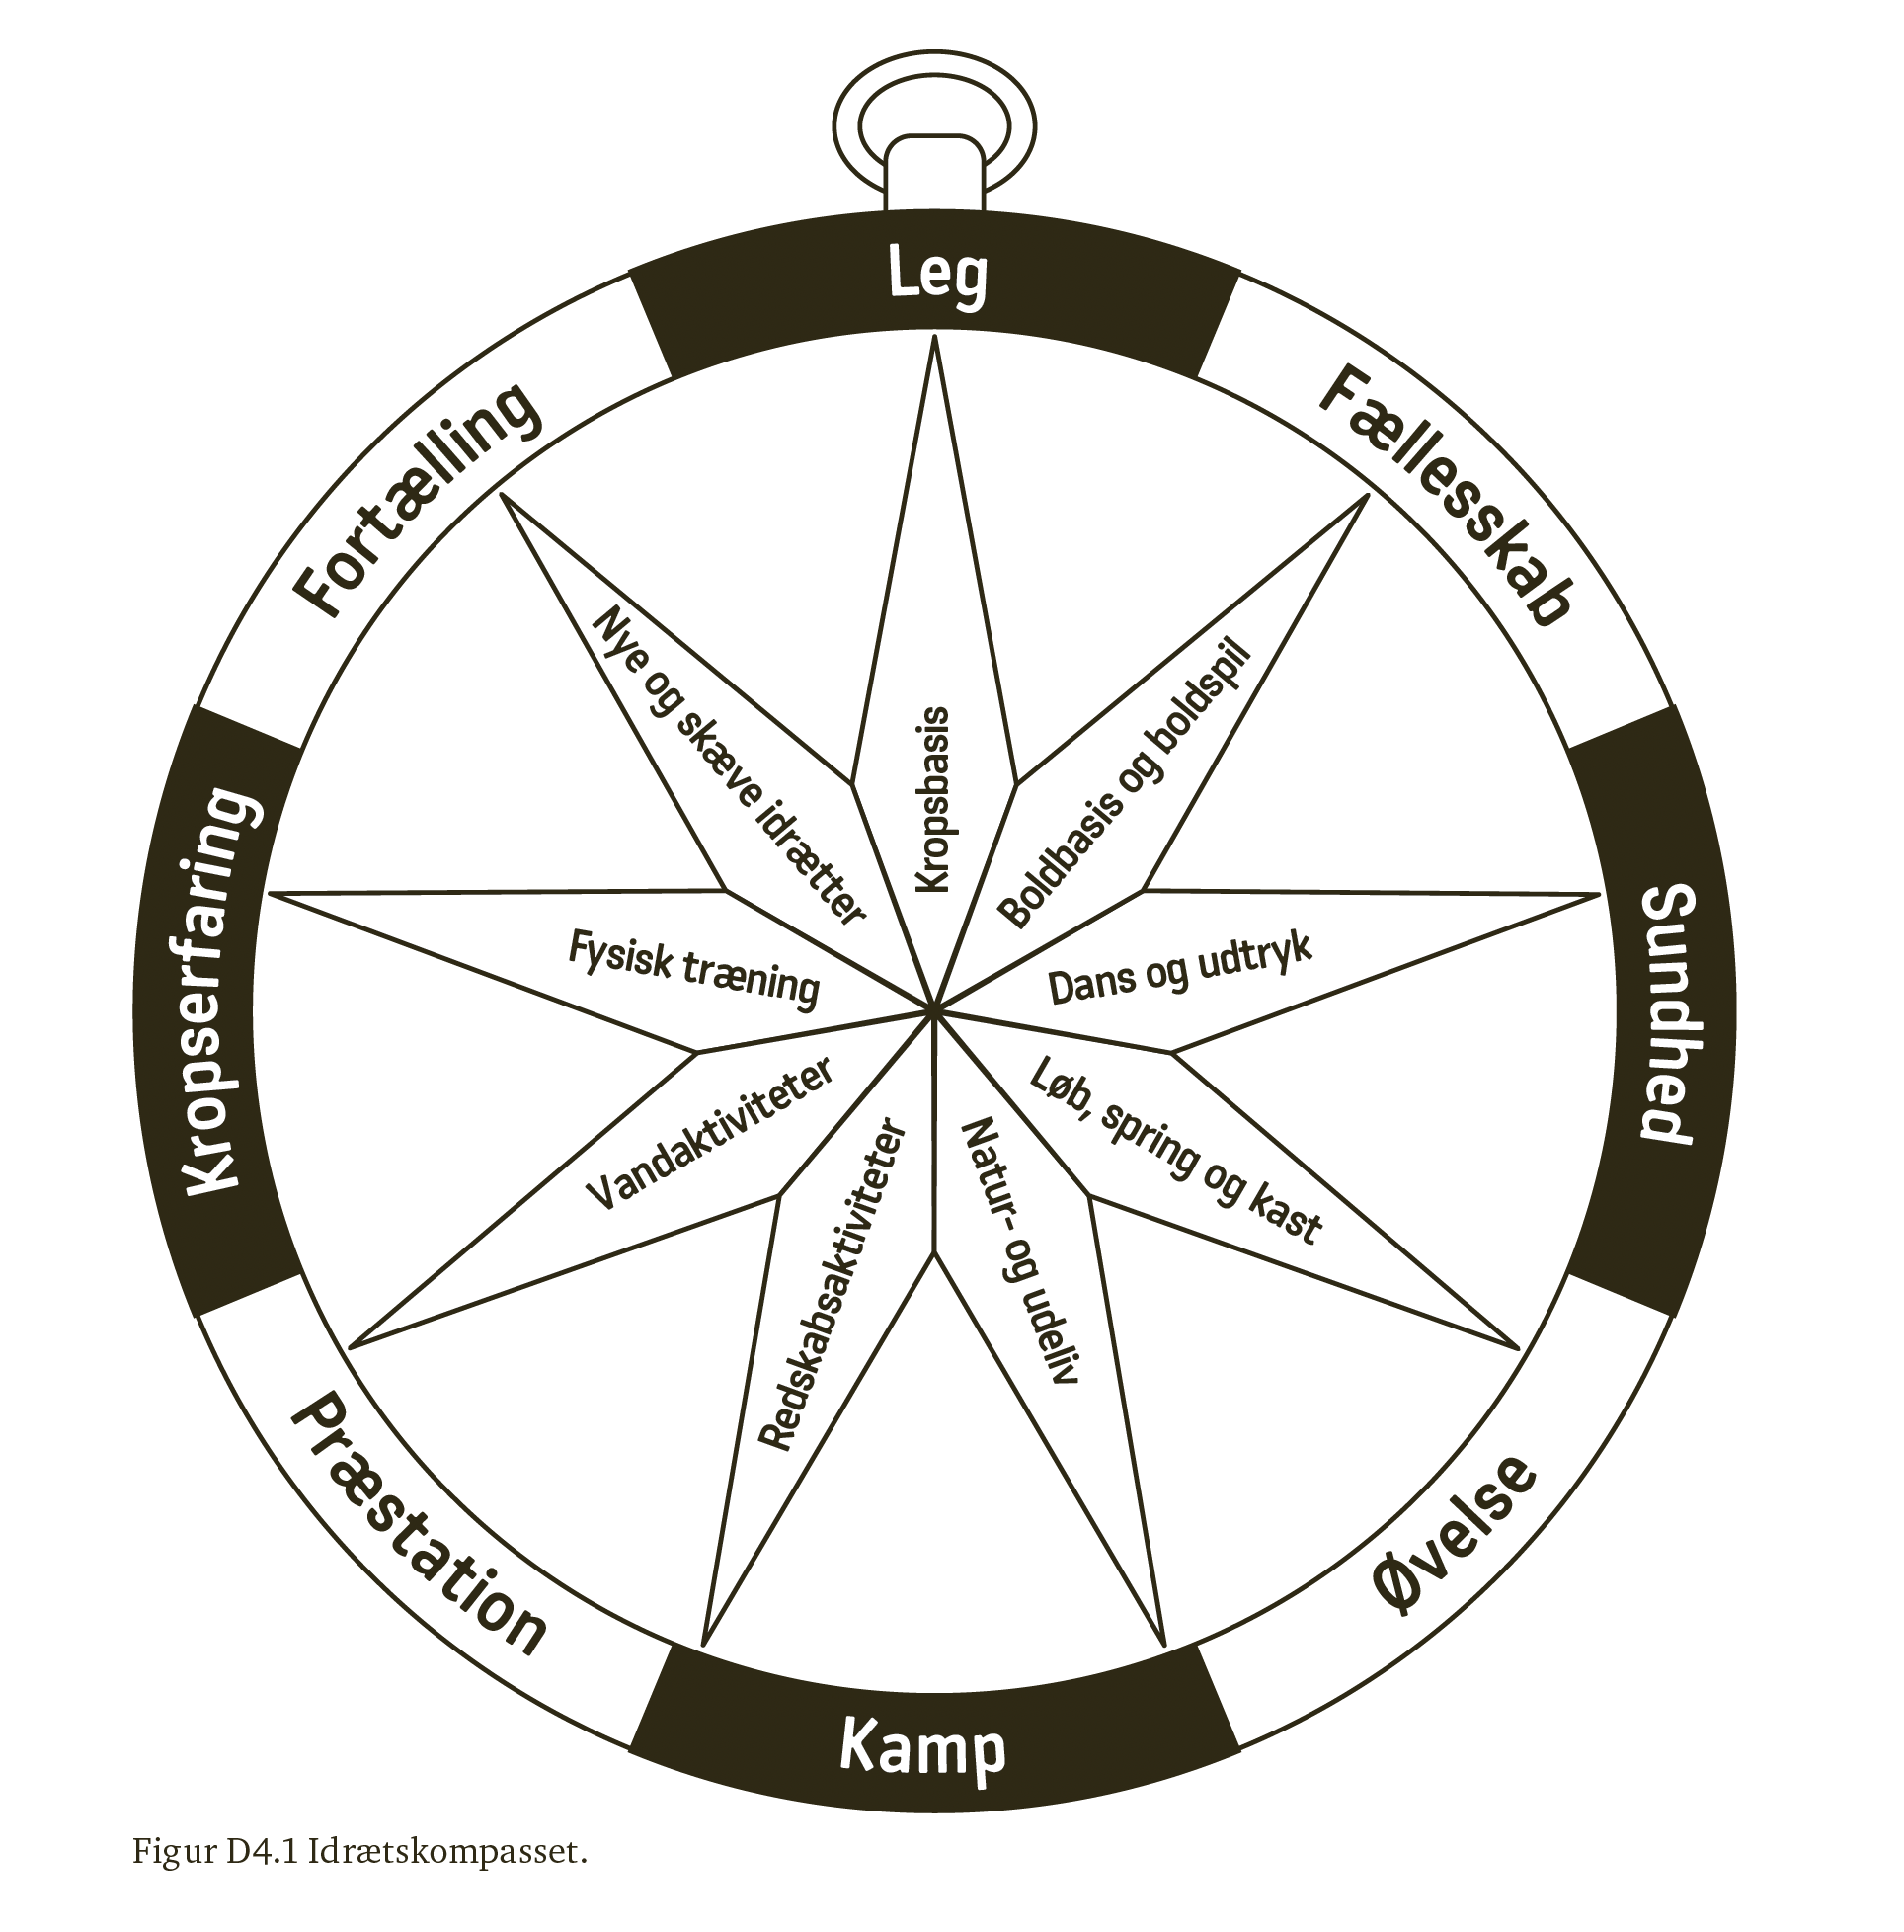 Leg
Fællesskab
Sundhed
Øvelse
Kamp
Præstation
Kropserfaring
Fortælling
Kropsbasis
Boldbasis og boldspil
Dans og udtryk
Løb, spring og kast
Natur- og udeliv
Redskabsaktiviteter
Vandaktiviteter
Fysisk træning
Nye og skæve idrætter
Figur D4.1 Idrætskompasset.